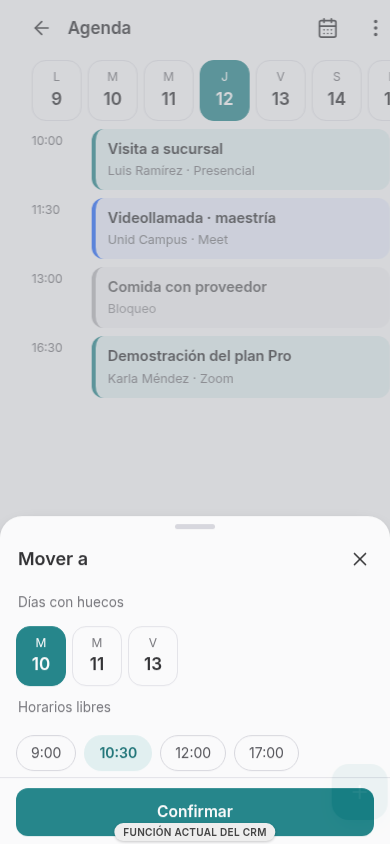 Agenda
L M M J V S
9 10 11 12 13 14
10:00 Visita a sucursal
Luis Ramírez · Presencial
11:30 Videollamada · maestría
Unid Campus · Meet
13:00 Comida con proveedor
Bloqueo
16:30 Demostración del plan Pro
Karla Méndez · Zoom
Mover a
Días con huecos
M M V
10 11 13
Horarios libres
9:00 10:30 12:00 17:00
Confirmar
FUNCIÓN ACTUAL DEL CRM